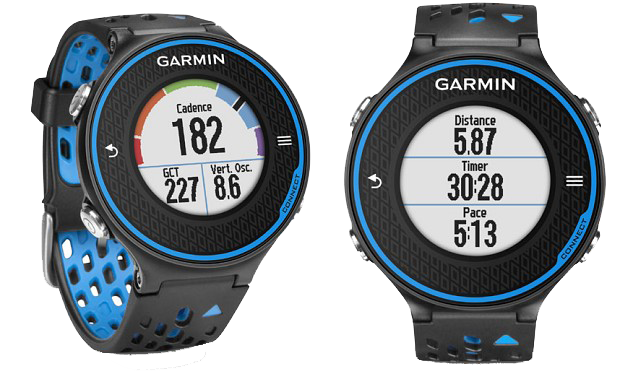 GARMIN
Cadence
182
GCT Vert. Osc.
227 8.6
CONNECT
GARMIN
Distance
5.87
Timer
30:28
Pace
5:13
CONNECT